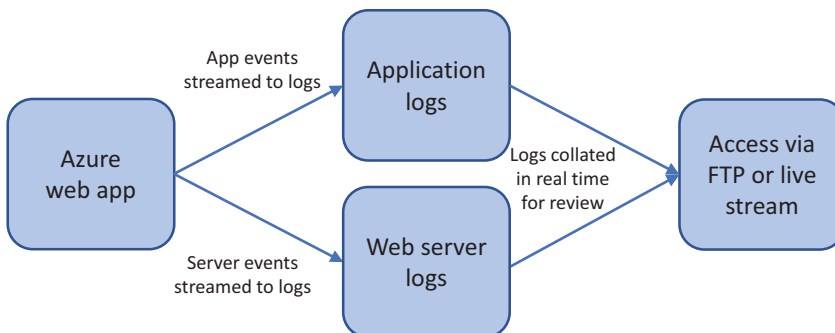 App events
streamed to logs
Application
logs
Azure
web app
Logs collated
in real time
for review
Access via
FTP or live
stream
Web server
logs
Server events
streamed to logs